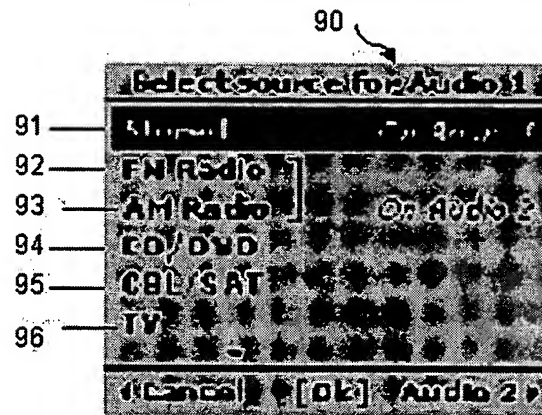 90
Select source for Audio 1
91
92 FM Radio
93 AM Radio On Audio 2
94 CD/DVD
95 CBL/SAT
96 TV
Cancel [Ok] Audio 2